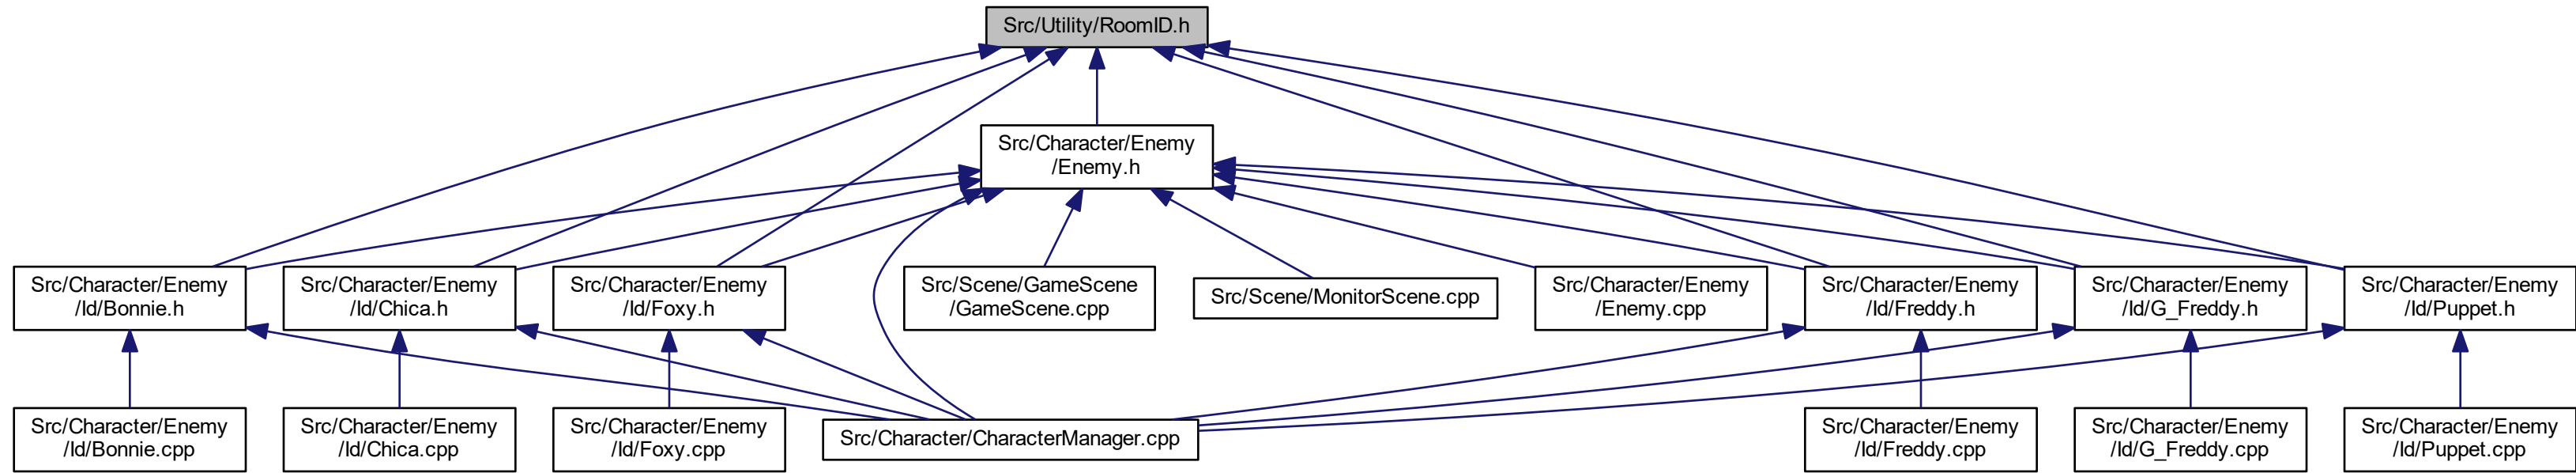 Src/Utility/RoomID.h
Src/Character/Enemy
/Enemy.h
Src/Character/Enemy
/Id/Bonnie.h
Src/Character/Enemy
/Id/Chica.h
Src/Character/Enemy
/Id/Foxy.h
Src/Scene/GameScene
/GameScene.cpp
Src/Scene/MonitorScene.cpp
Src/Character/Enemy
/Enemy.cpp
Src/Character/Enemy
/Id/Freddy.h
Src/Character/Enemy
/Id/G_Freddy.h
Src/Character/Enemy
/Id/Puppet.h
Src/Character/Enemy
/Id/Bonnie.cpp
Src/Character/Enemy
/Id/Chica.cpp
Src/Character/Enemy
/Id/Foxy.cpp
Src/Character/CharacterManager.cpp
Src/Character/Enemy
/Id/Freddy.cpp
Src/Character/Enemy
/Id/G_Freddy.cpp
Src/Character/Enemy
/Id/Puppet.cpp